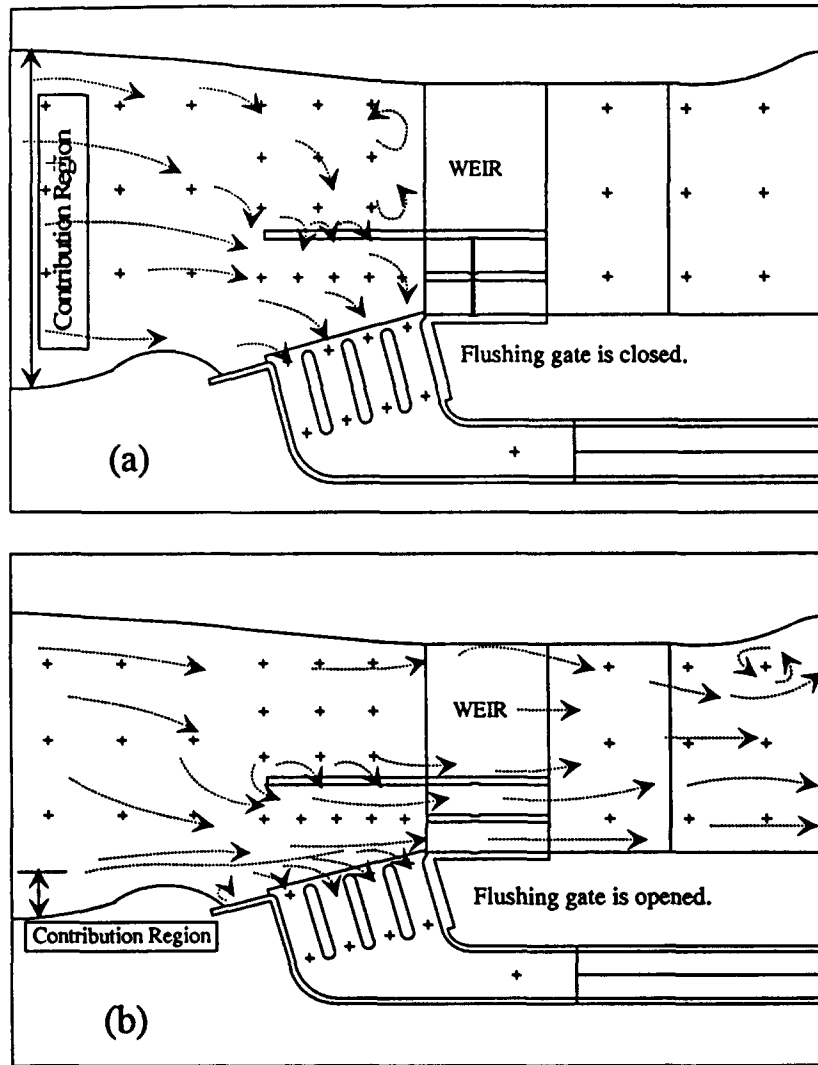 Contribution Region
WEIR
Flushing gate is closed.
(a)
WEIR
Flushing gate is opened.
Contribution Region
(b)